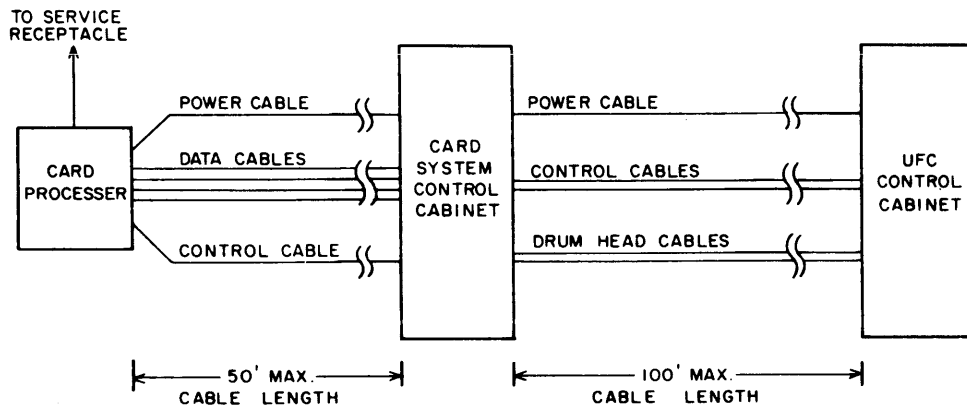 TO SERVICE
RECEPTACLE
POWER CABLE
POWER CABLE
CARD
PROCESSER
DATA CABLES
CARD
SYSTEM
CONTROL
CABINET
CONTROL CABLES
UFC
CONTROL
CABINET
CONTROL CABLE
DRUM HEAD CABLES
50' MAX.
CABLE LENGTH
100' MAX.
CABLE LENGTH